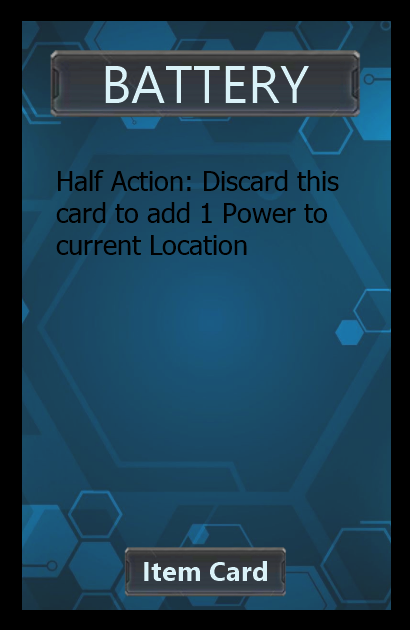 BATTERY
Half Action: Discard this
card to add 1 Power to
current Location
Item Card